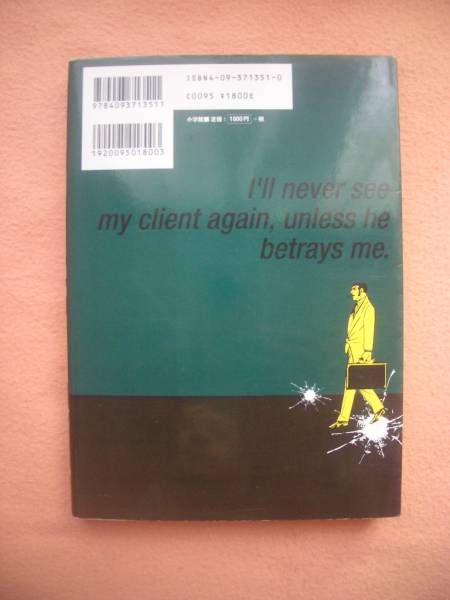 9784093713511
ISBN4-09-371351-0
C0095 ¥1800E
小学館 定価: 1800円 +税
1920095018003
I'll never see
my client again, unless he
betrays me.